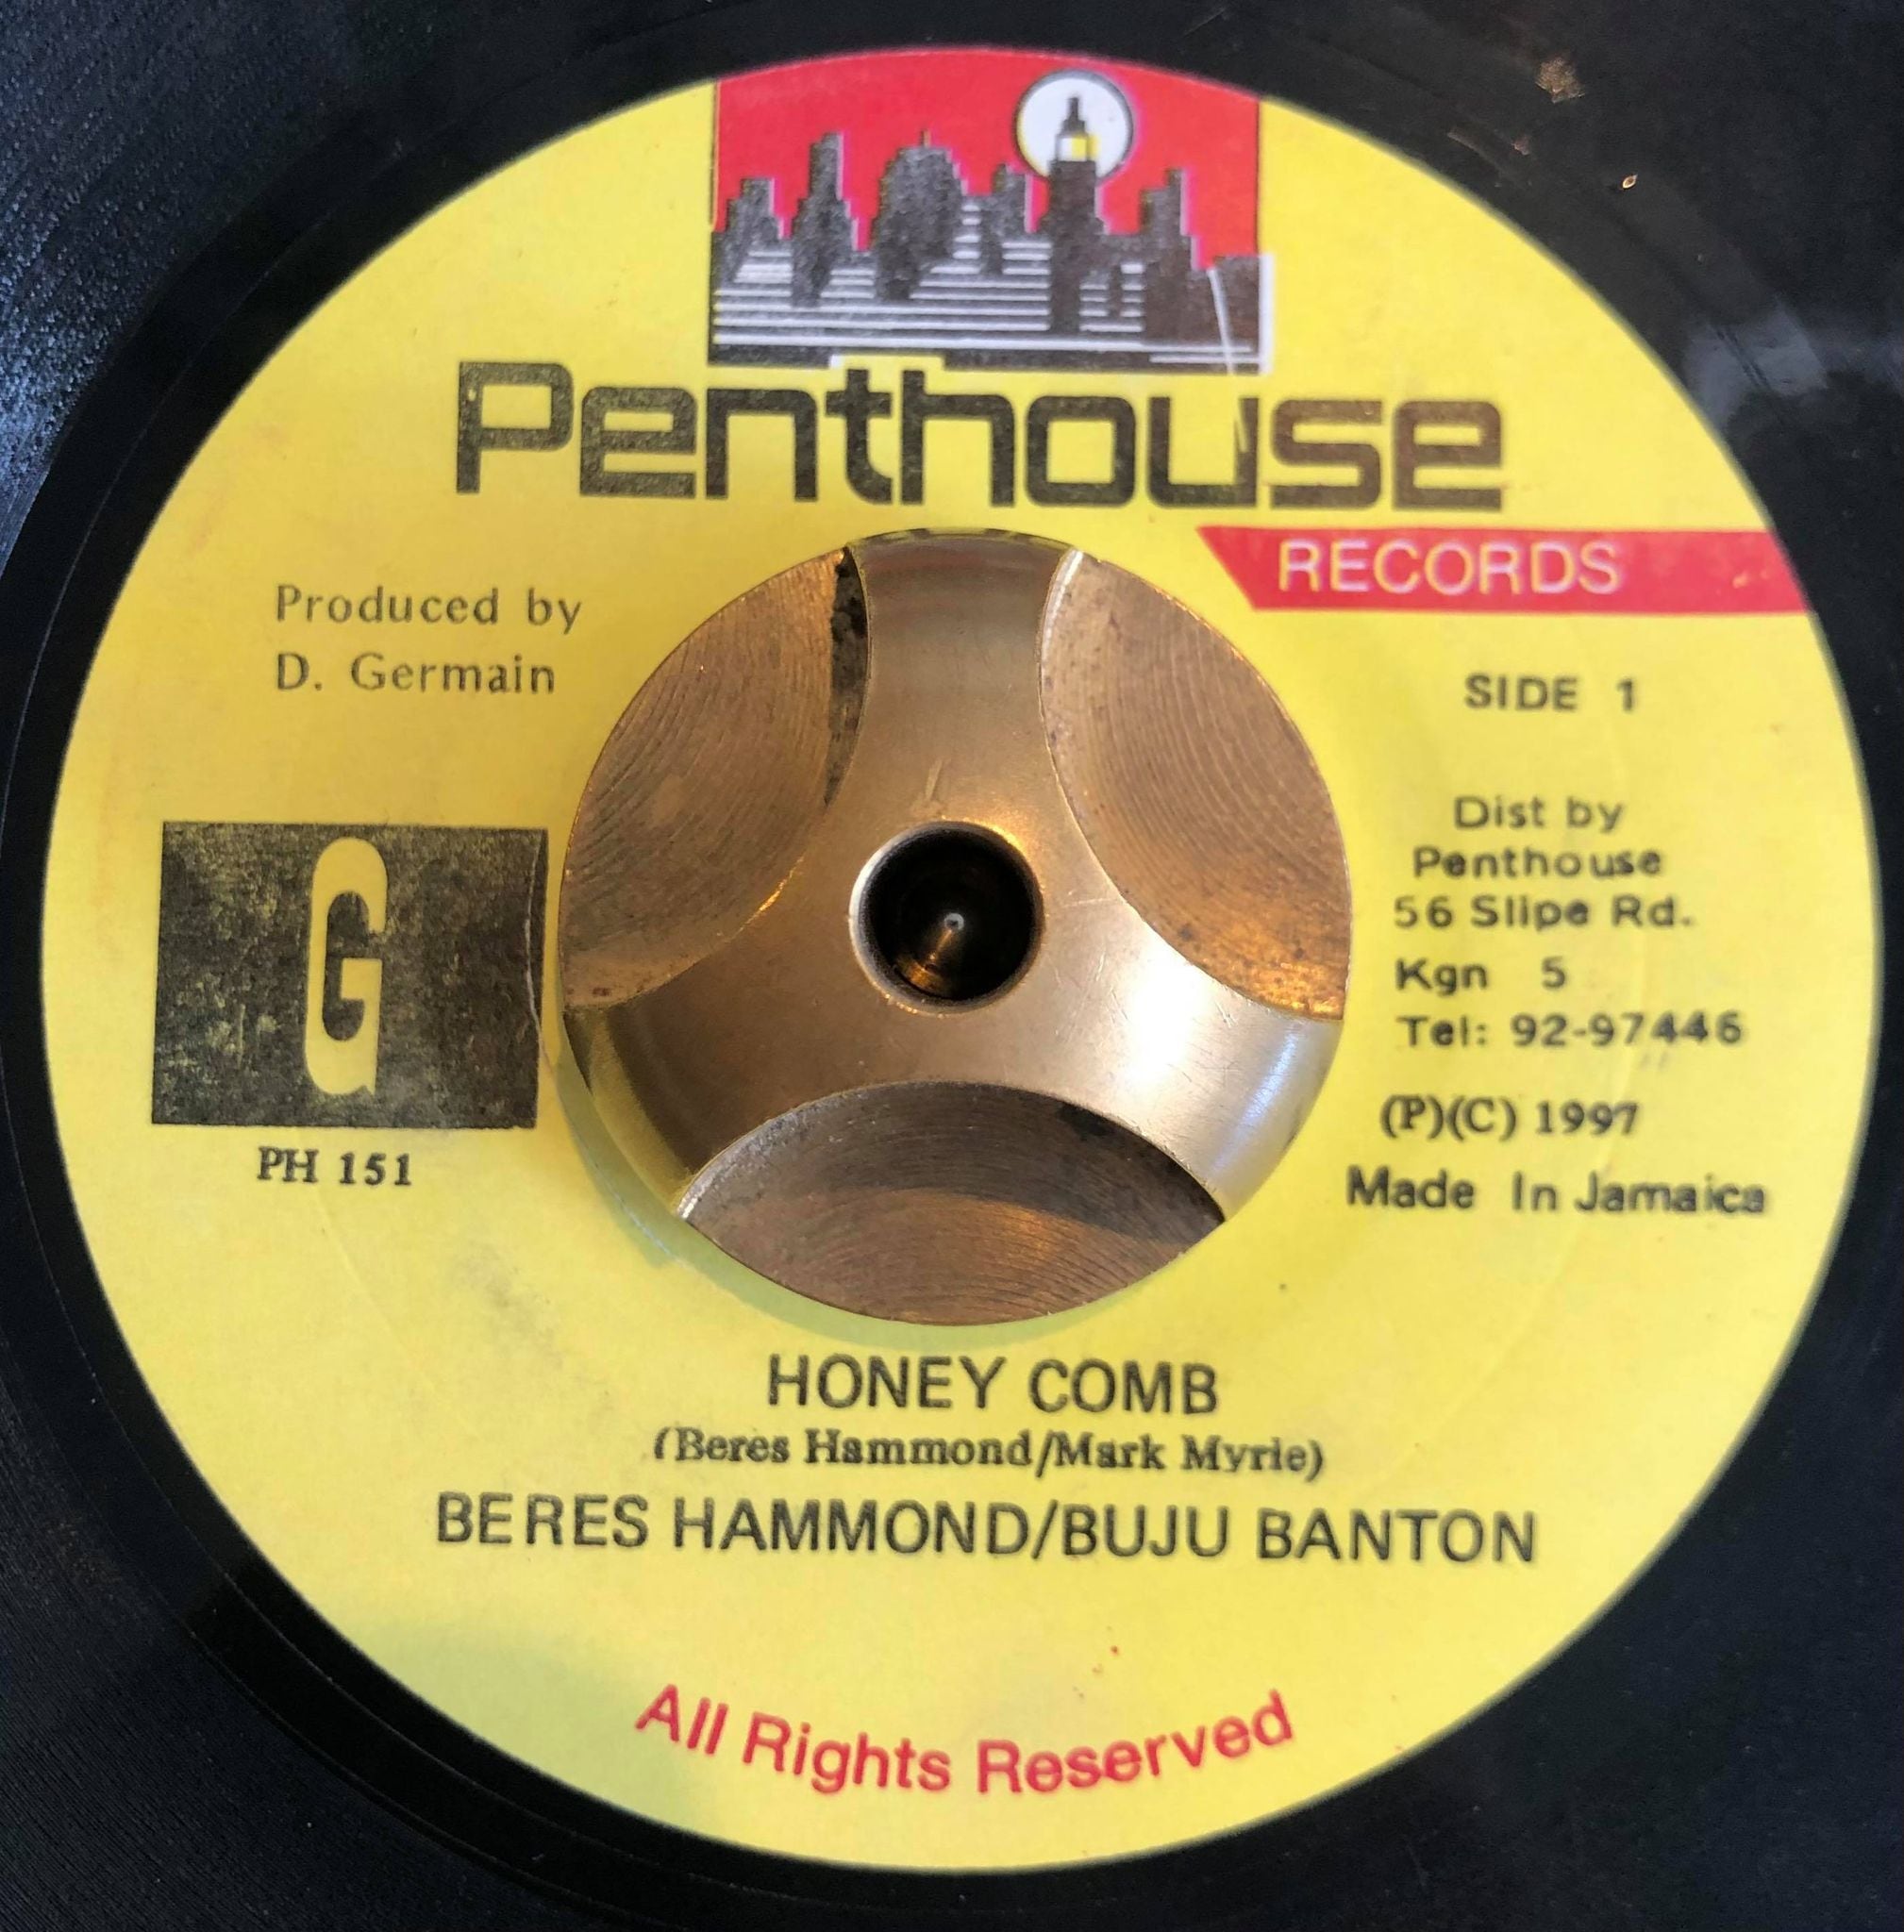 Penthouse
RECORDS
Produced by
D. Germain
G
PH 151
SIDE 1
Dist by
Penthouse
56 Slipe Rd.
Kgn 5
Tel: 92-97446
(P)(C) 1997
Made In Jamaica
HONEY COMB
(Beres Hammond/Mark Myrie)
BERES HAMMOND/BUJU BANTON
All Rights Reserved